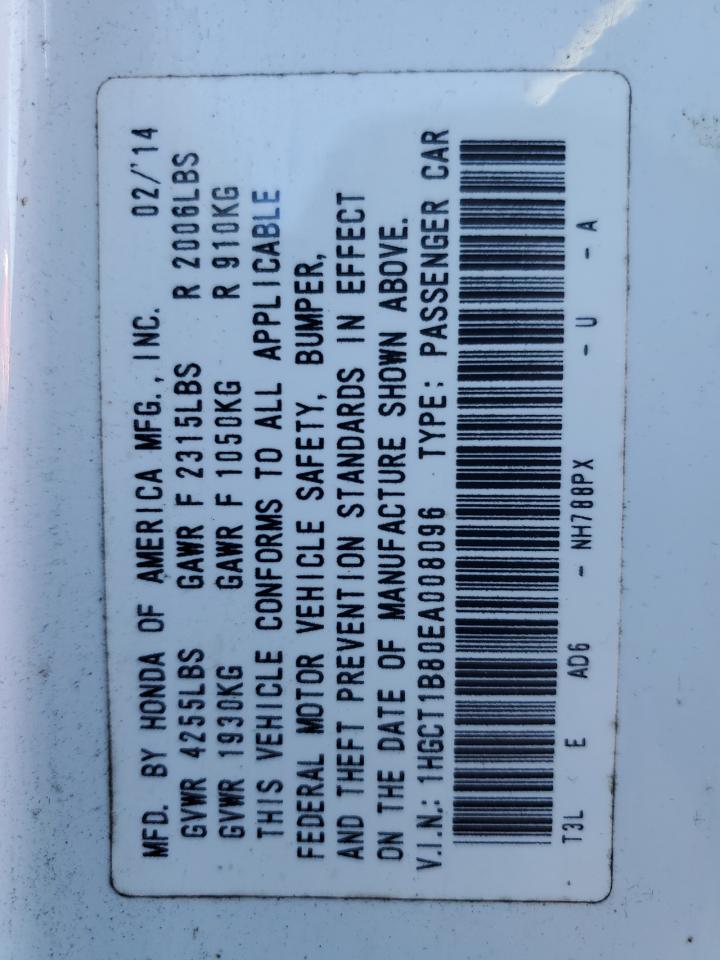 MFD. BY HONDA OF AMERICA MFG., INC. 02/'14
GVWR 4255LBS GAWR F 2315LBS R 2006LBS
GVWR 1930KG GAWR F 1050KG R 910KG
THIS VEHICLE CONFORMS TO ALL APPLICABLE
FEDERAL MOTOR VEHICLE SAFETY, BUMPER,
AND THEFT PREVENTION STANDARDS IN EFFECT
ON THE DATE OF MANUFACTURE SHOWN ABOVE.
V.I.N.: 1HGCT1B80EA008096 TYPE: PASSENGER CAR
T3L E AD6 - NH788PX - U - A